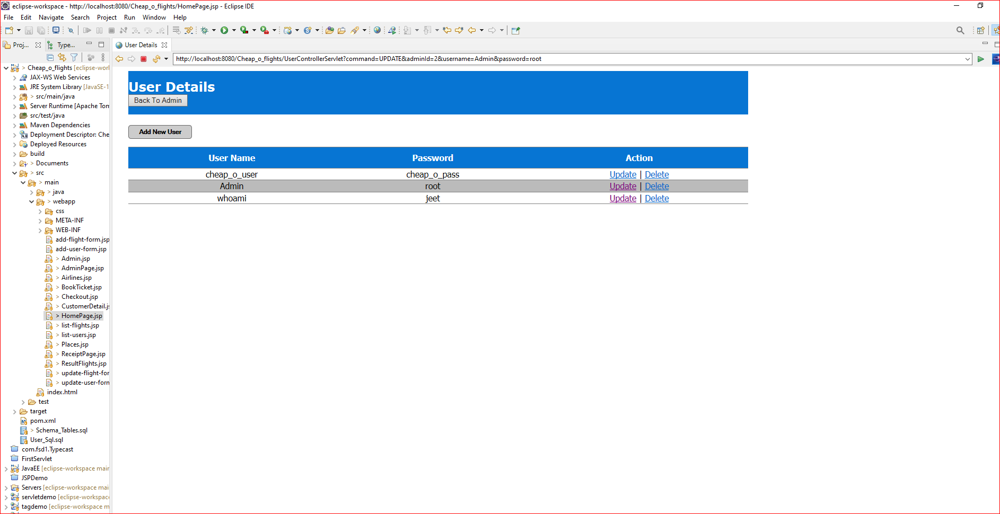 eclipse-workspace - http://localhost:8080/Cheap_o_flights/HomePage.jsp - Eclipse IDE
File Edit Navigate Search Project Run Window Help
Proj... Type...
User Details
http://localhost:8080/Cheap_o_flights/UserControllerServlet?command=UPDATE&adminId=2&username=Admin&password=root
> Cheap_o_flights [eclipse-wor
JAX-WS Web Services
JRE System Library [JavaSE-1
> src/main/java
Server Runtime [Apache Tom
src/test/java
Maven Dependencies
Deployment Descriptor: Che
Deployed Resources
build
> Documents
> src
> main
> java
> webapp
css
META-INF
WEB-INF
add-flight-form.jsp
add-user-form.jsp
> Admin.jsp
> AdminPage.jsp
> Airlines.jsp
> BookTicket.jsp
> Checkout.jsp
> CustomerDetail.js
> HomePage.jsp
> list-flights.jsp
> list-users.jsp
> Places.jsp
> ReceiptPage.jsp
> ResultFlights.jsp
> update-flight-for
> update-user-form
index.html
test
target
pom.xml
> Schema_Tables.sql
User_Sql.sql
com.fsd1.Typecast
FirstServlet
JavaEE [eclipse-workspace mair
JSPDemo
Servers [eclipse-workspace mai
servletdemo [eclipse-workspace
tagdemo [eclipse-workspace m
User Details
Back To Admin
Add New User
User Name Password Action
cheap_o_user cheap_o_pass Update | Delete
Admin root Update | Delete
whoami jeet Update | Delete